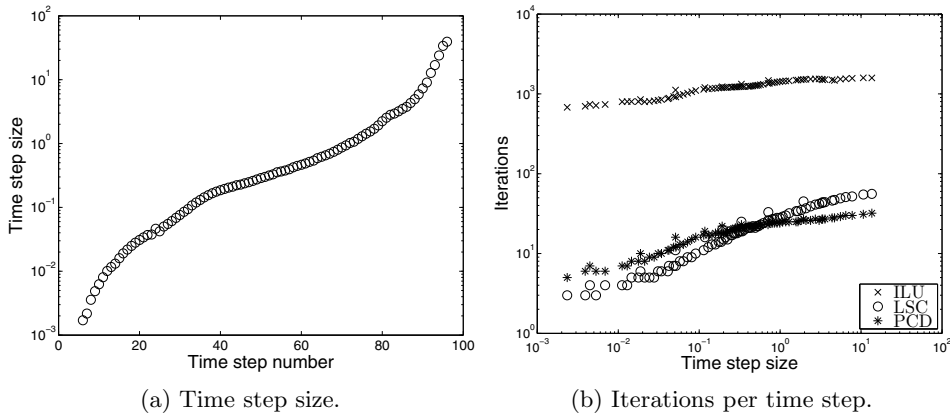 10^2
10^1
10^0
10^{-1}
10^{-2}
10^{-3}
Time step size
0 20 40 60 80 100
Time step number
(a) Time step size.
10^4
10^3
10^2
10^1
10^0
Iterations
10^{-3} 10^{-2} 10^{-1} 10^0 10^1 10^2
Time step size
ILU
LSC
PCD
(b) Iterations per time step.